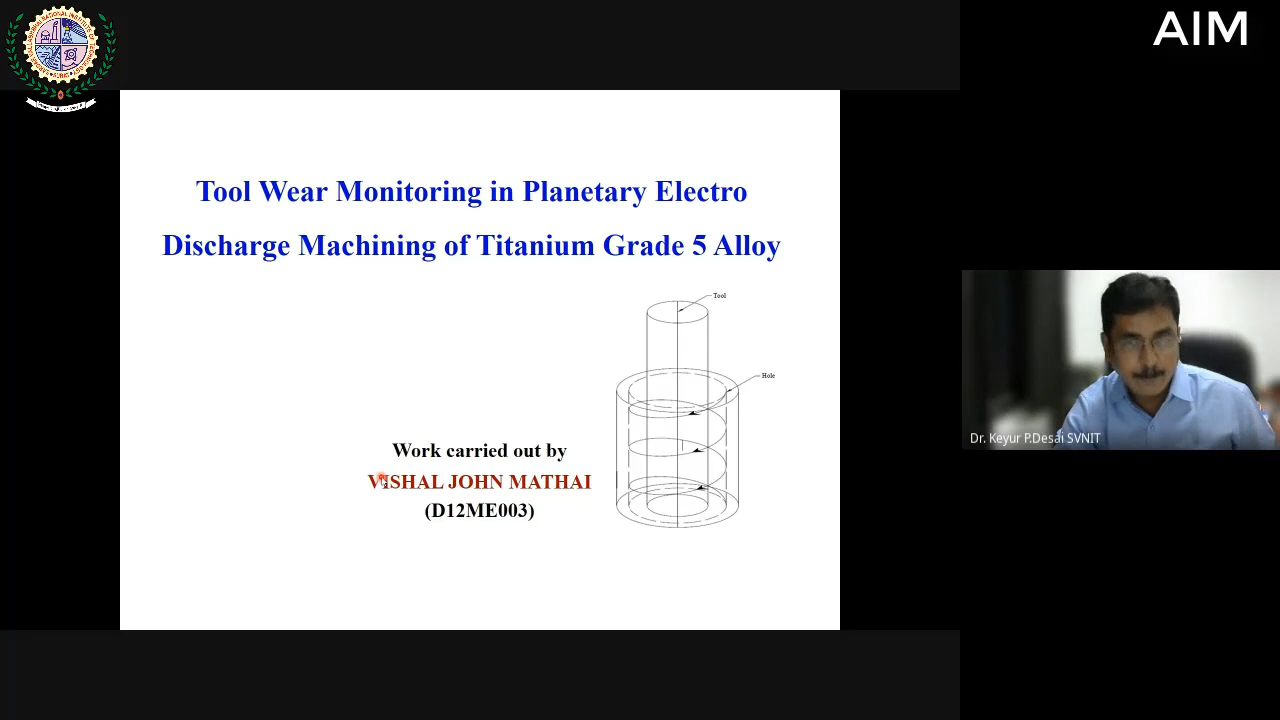 AIM
Tool Wear Monitoring in Planetary Electro
Discharge Machining of Titanium Grade 5 Alloy
Tool
Hole
Work carried out by
VISHAL JOHN MATHAI
(D12ME003)
Dr. Keyur P.Desai SVNIT